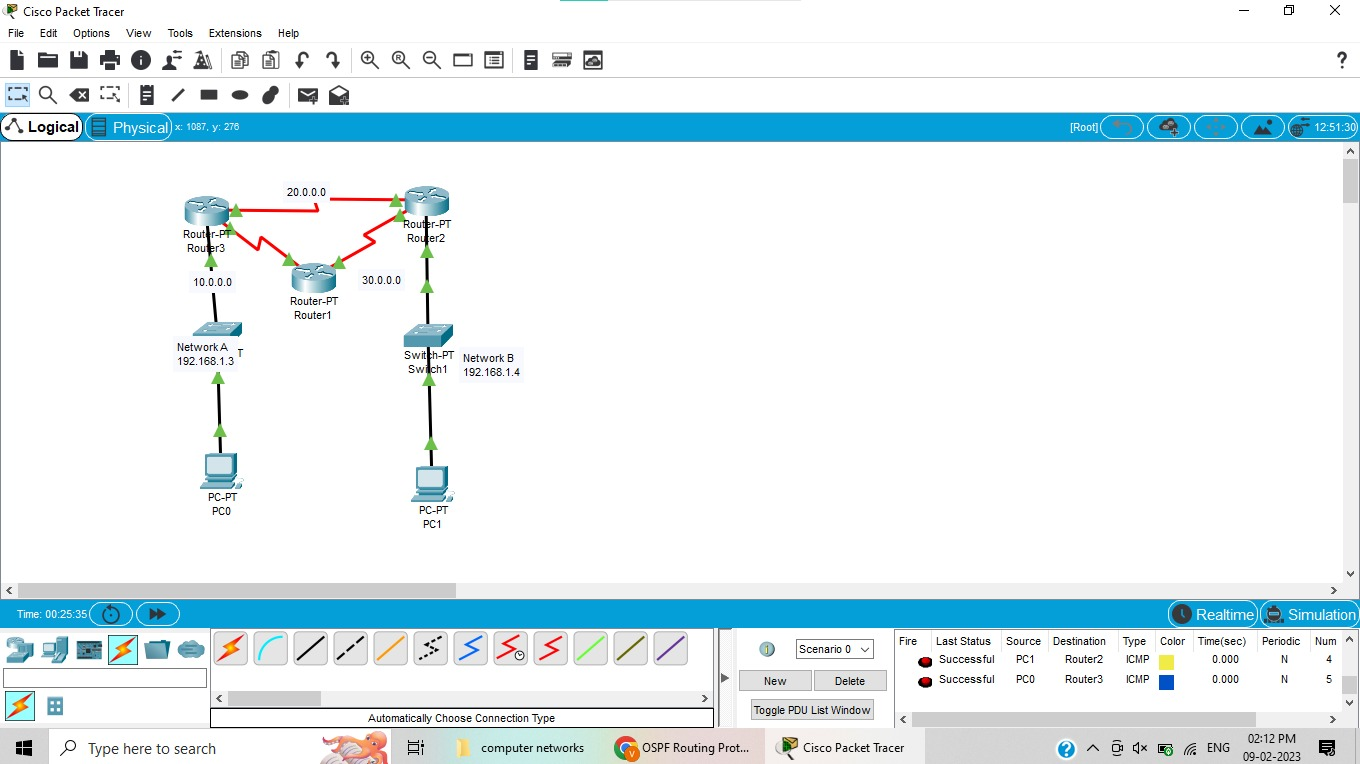 Cisco Packet Tracer
File Edit Options View Tools Extensions Help
Logical Physical x: 1087, y: 276 [Root] 12:51:30
20.0.0.0
Router-PT
Router3
Router-PT
Router2
10.0.0.0
30.0.0.0
Router-PT
Router1
Network A
192.168.1.3
T
Switch-PT
Switch1
Network B
192.168.1.4
PC-PT
PC0
PC-PT
PC1
Time: 00:25:35 Realtime Simulation
Scenario 0
New Delete
Toggle PDU List Window
Automatically Choose Connection Type
Fire Last Status Source Destination Type Color Time(sec) Periodic Num
Successful PC1 Router2 ICMP 0.000 N 4
Successful PC0 Router3 ICMP 0.000 N 5
Type here to search
computer networks
OSPF Routing Prot...
Cisco Packet Tracer
ENG
02:12 PM
09-02-2023